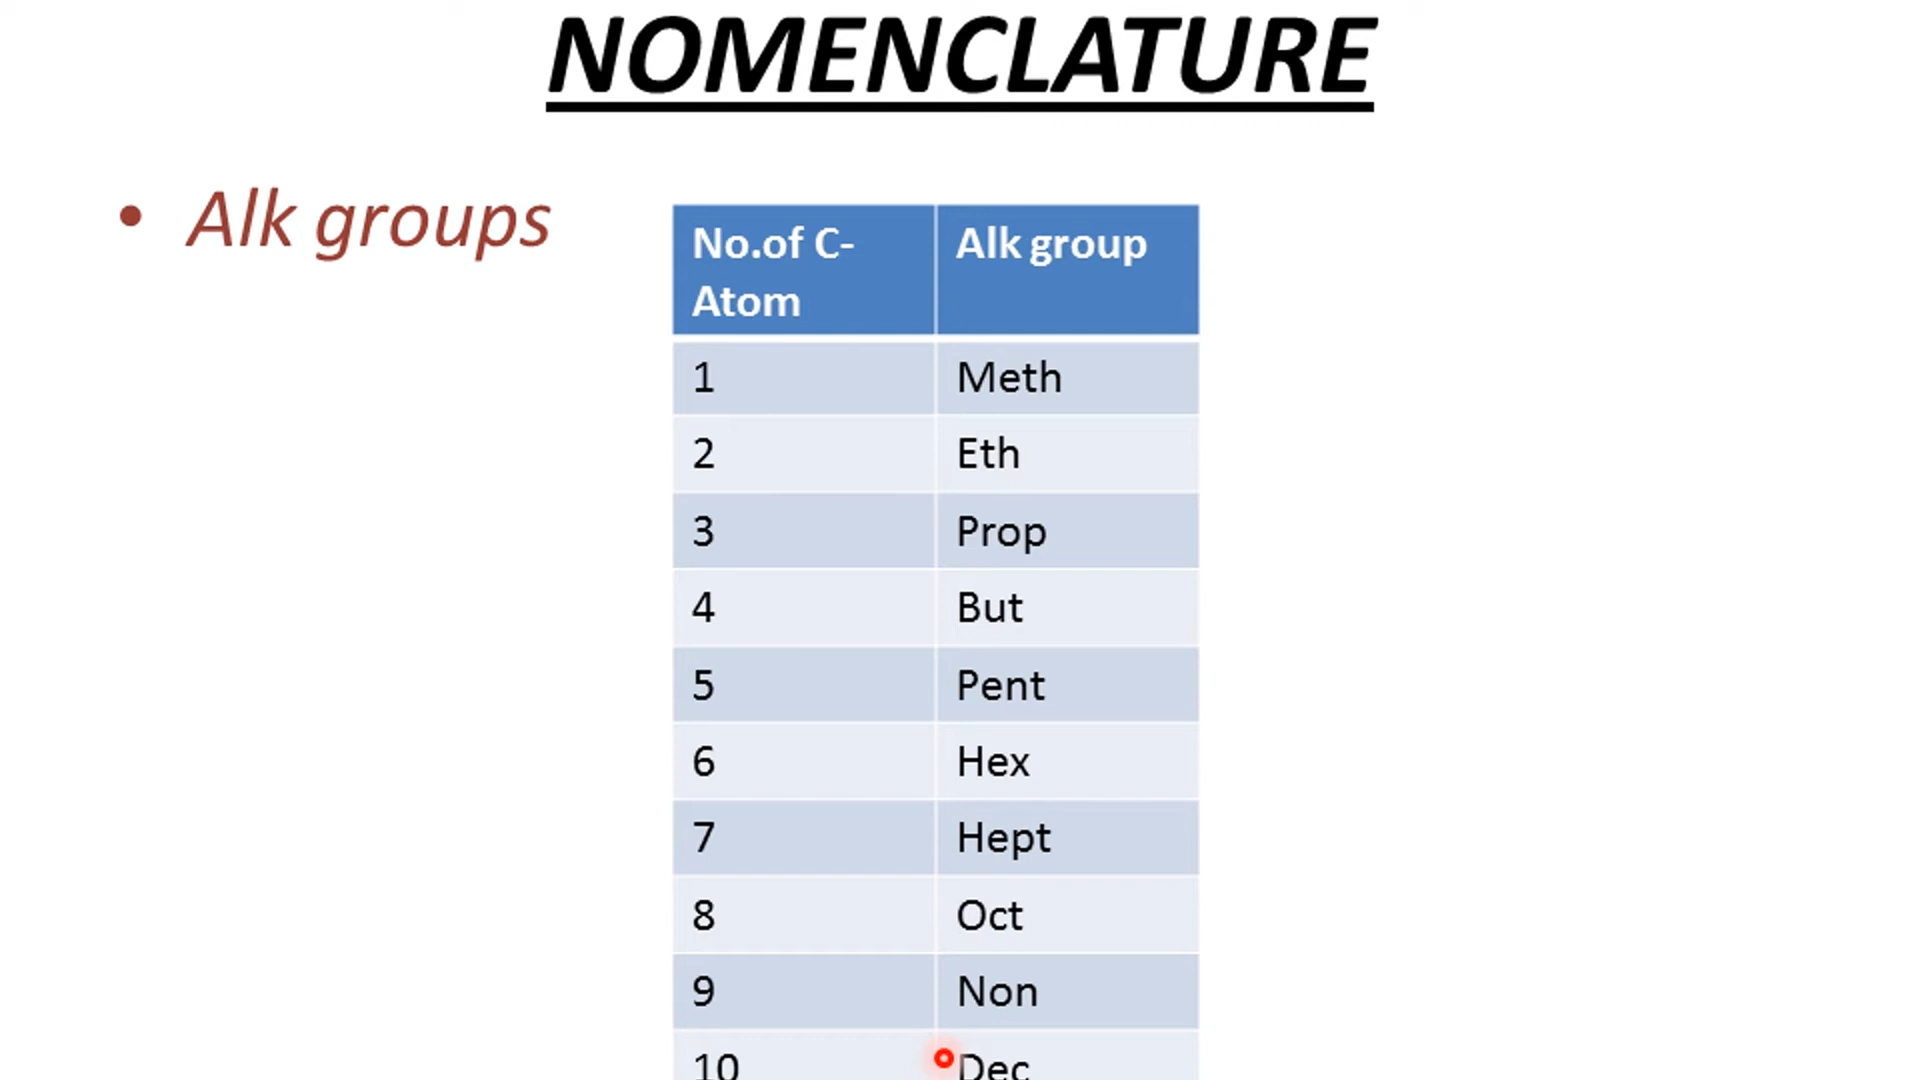 NOMENCLATURE
• Alk groups
No.of C-
Atom
Alk group
1 Meth
2 Eth
3 Prop
4 But
5 Pent
6 Hex
7 Hept
8 Oct
9 Non
10 Dec